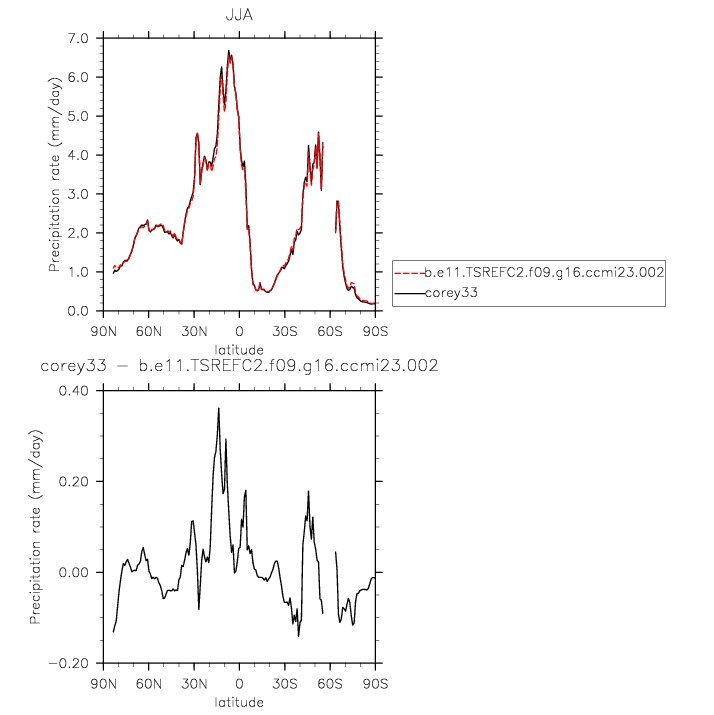 JJA
Precipitation rate (mm/day)
7.0
6.0
5.0
4.0
3.0
2.0
1.0
0.0
90N 60N 30N 0 30S 60S 90S
latitude
b.e11.TSREFC2.f09.g16.ccmi23.002
corey33
corey33 − b.e11.TSREFC2.f09.g16.ccmi23.002
Precipitation rate (mm/day)
0.40
0.20
0.00
−0.20
90N 60N 30N 0 30S 60S 90S
latitude